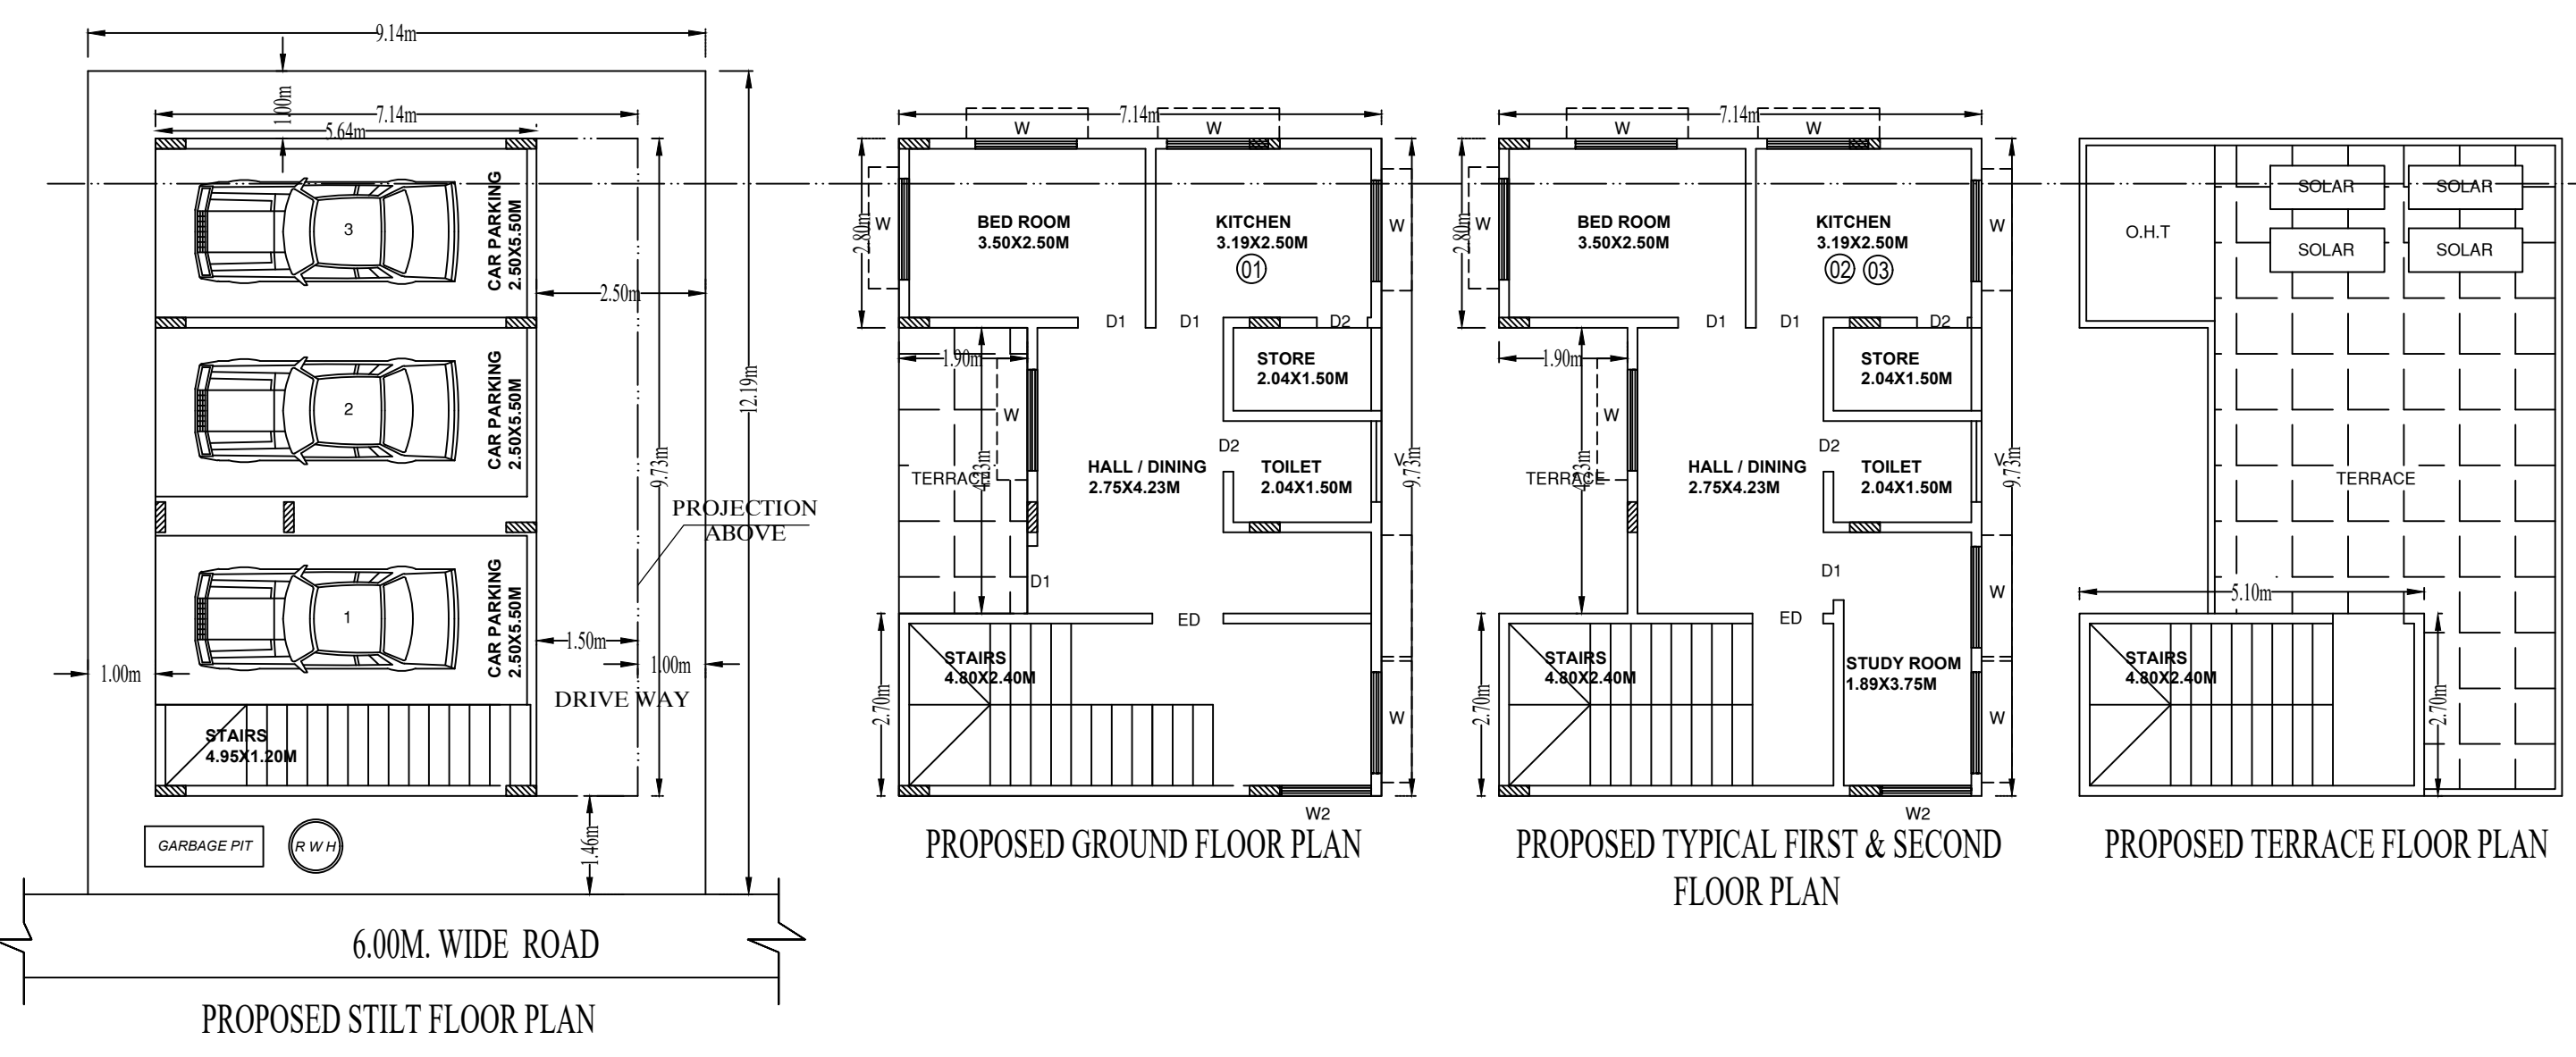 9.14m
1.00m
7.14m
5.64m
3
CAR PARKING
2.50X5.50M
2.50m
2
CAR PARKING
2.50X5.50M
12.19m
9.73m
PROJECTION
ABOVE
1
CAR PARKING
2.50X5.50M
1.50m
1.00m
1.00m
DRIVE WAY
STAIRS
4.95X1.20M
GARBAGE PIT
R W H
1.46m
6.00M. WIDE ROAD
PROPOSED STILT FLOOR PLAN
7.14m
W
W
2.80m
W
BED ROOM
3.50X2.50M
KITCHEN
3.19X2.50M
01
W
D1
D1
D2
1.90m
STORE
2.04X1.50M
W
D2
4.23m
TERRACE
HALL / DINING
2.75X4.23M
TOILET
2.04X1.50M
V
9.73m
D1
ED
STAIRS
4.80X2.40M
2.70m
W
W2
PROPOSED GROUND FLOOR PLAN
7.14m
W
W
2.80m
W
BED ROOM
3.50X2.50M
KITCHEN
3.19X2.50M
02
03
W
D1
D1
D2
1.90m
STORE
2.04X1.50M
W
D2
4.23m
TERRACE
HALL / DINING
2.75X4.23M
TOILET
2.04X1.50M
V
9.73m
D1
W
ED
STAIRS
4.80X2.40M
STUDY ROOM
1.89X3.75M
2.70m
W
W2
PROPOSED TYPICAL FIRST & SECOND
FLOOR PLAN
SOLAR
SOLAR
O.H.T
SOLAR
SOLAR
TERRACE
5.10m
STAIRS
4.80X2.40M
2.70m
PROPOSED TERRACE FLOOR PLAN